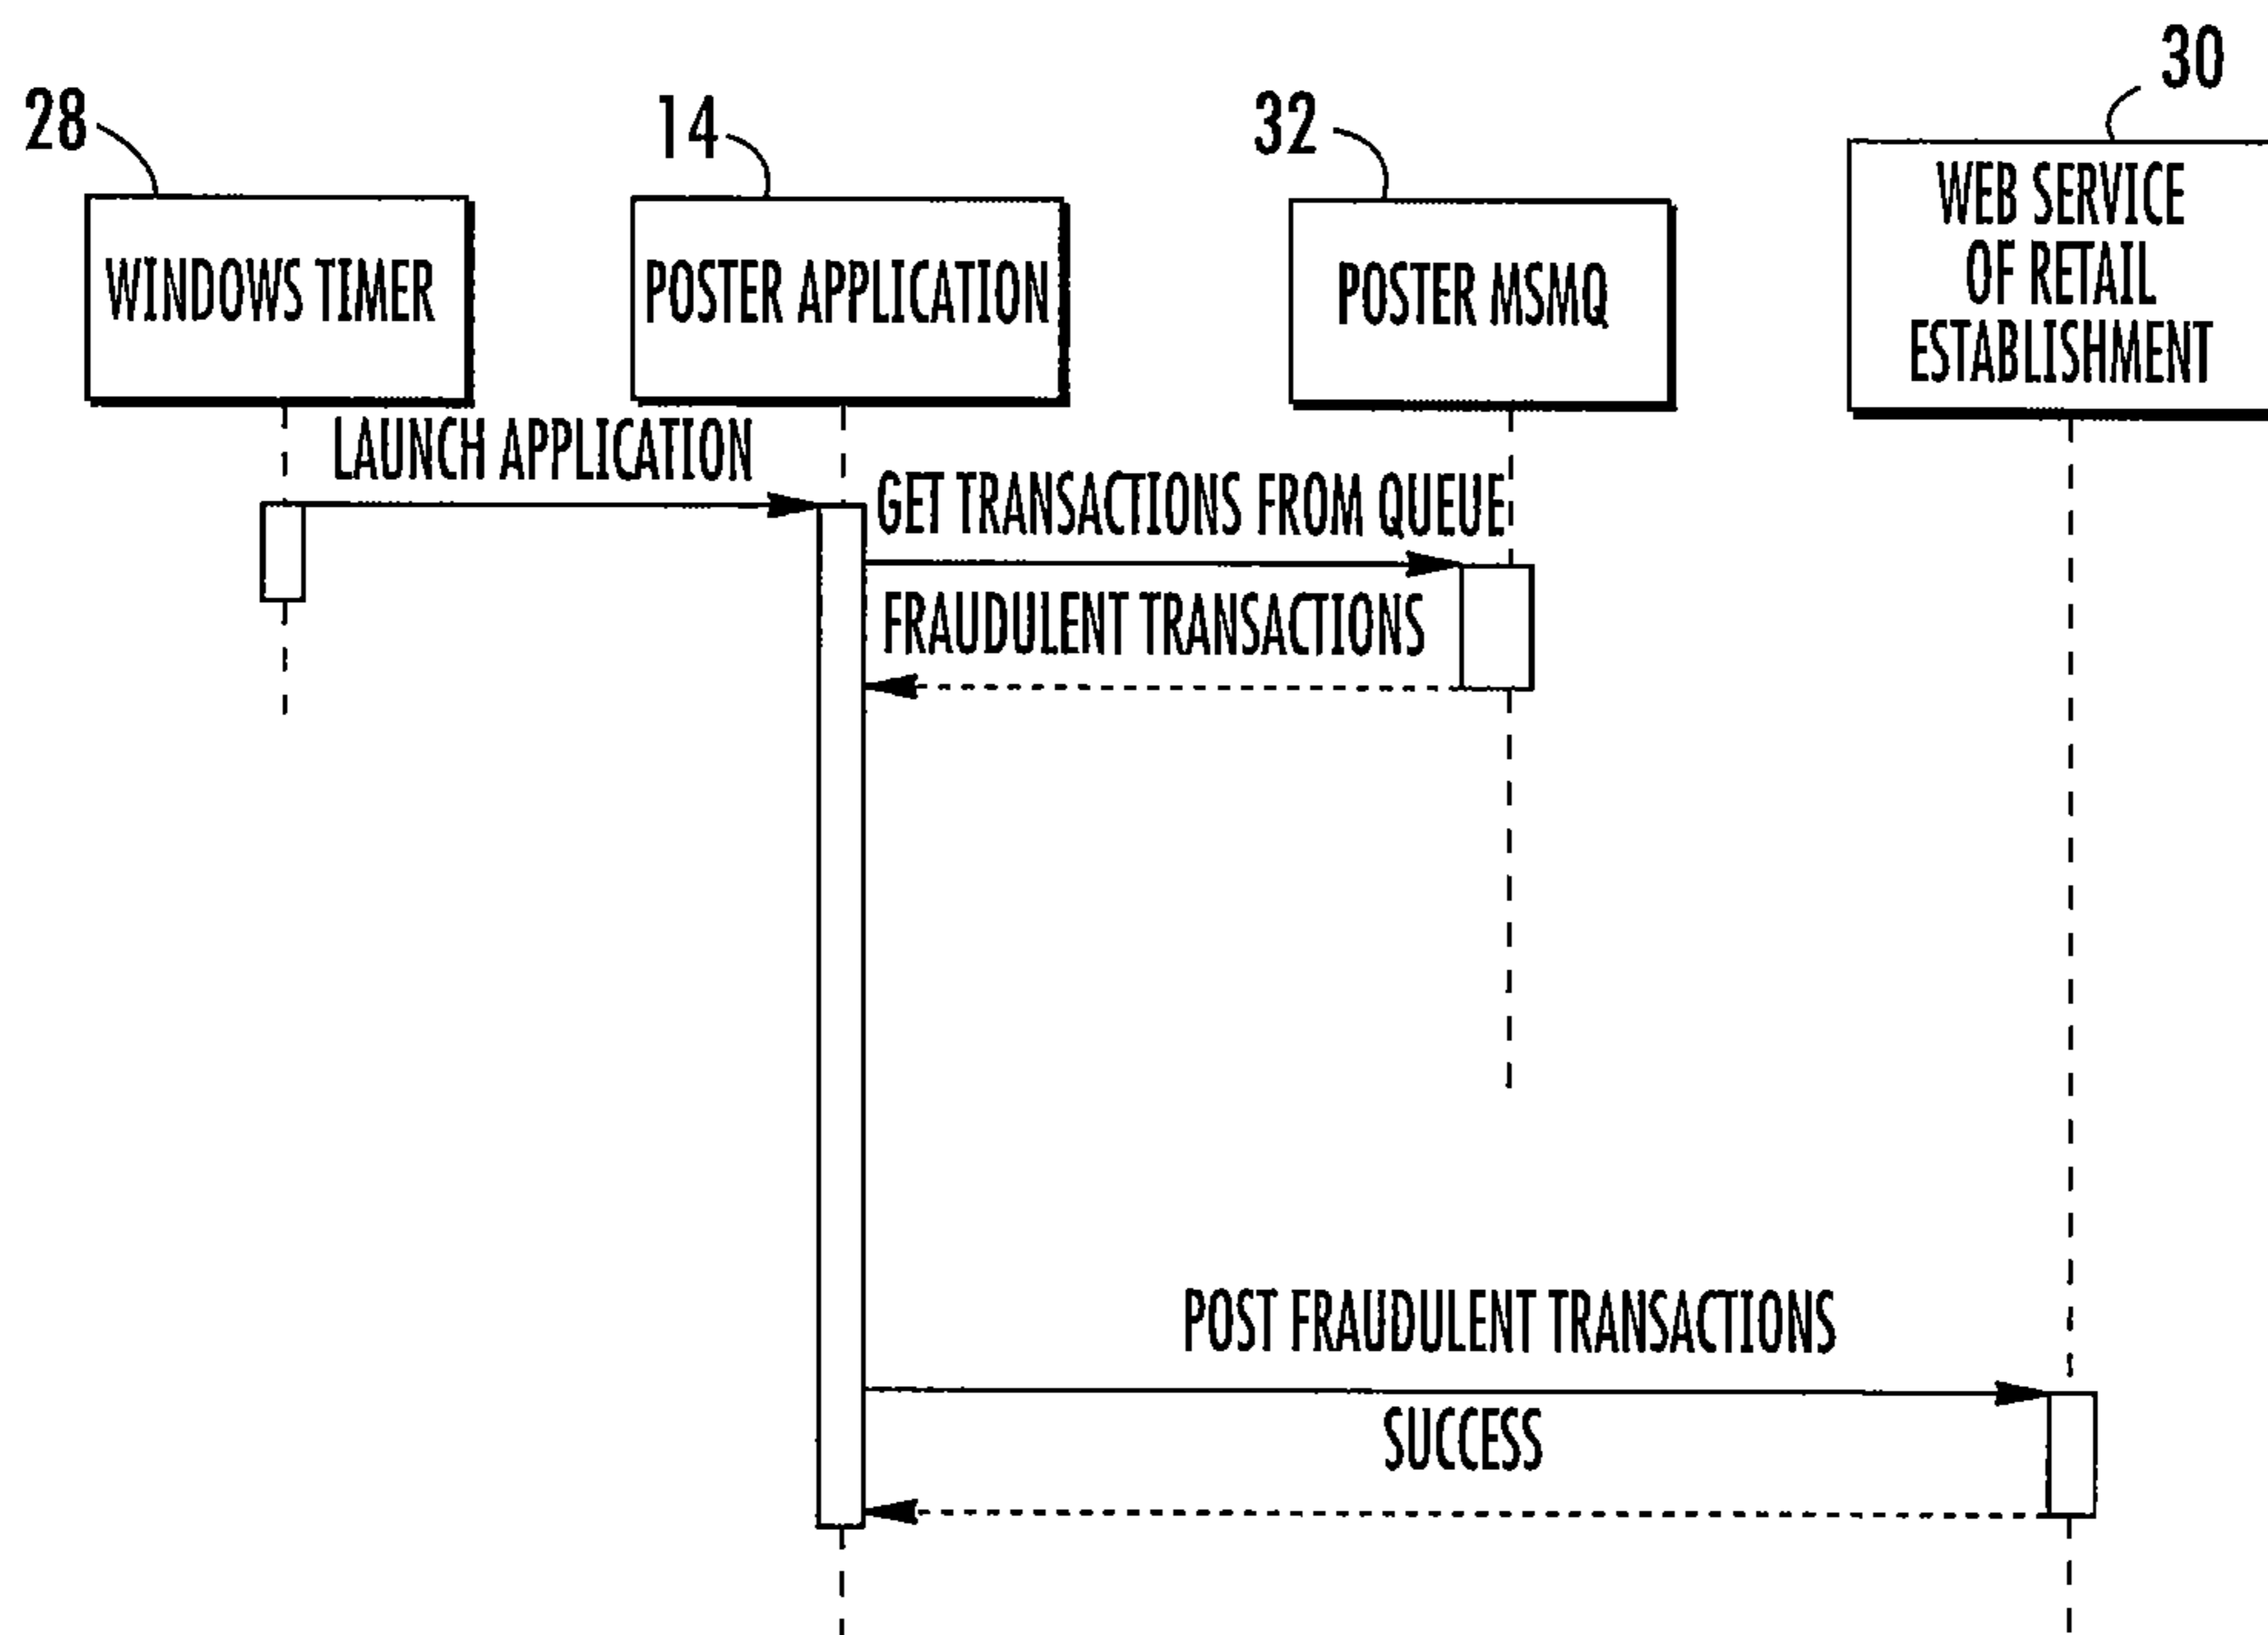 30
28
14
32
WINDOWS TIMER
POSTER APPLICATION
POSTER MSMQ
WEB SERVICE
OF RETAIL
ESTABLISHMENT
LAUNCH APPLICATION
GET TRANSACTIONS FROM QUEUE
FRAUDULENT TRANSACTIONS
POST FRAUDULENT TRANSACTIONS
SUCCESS